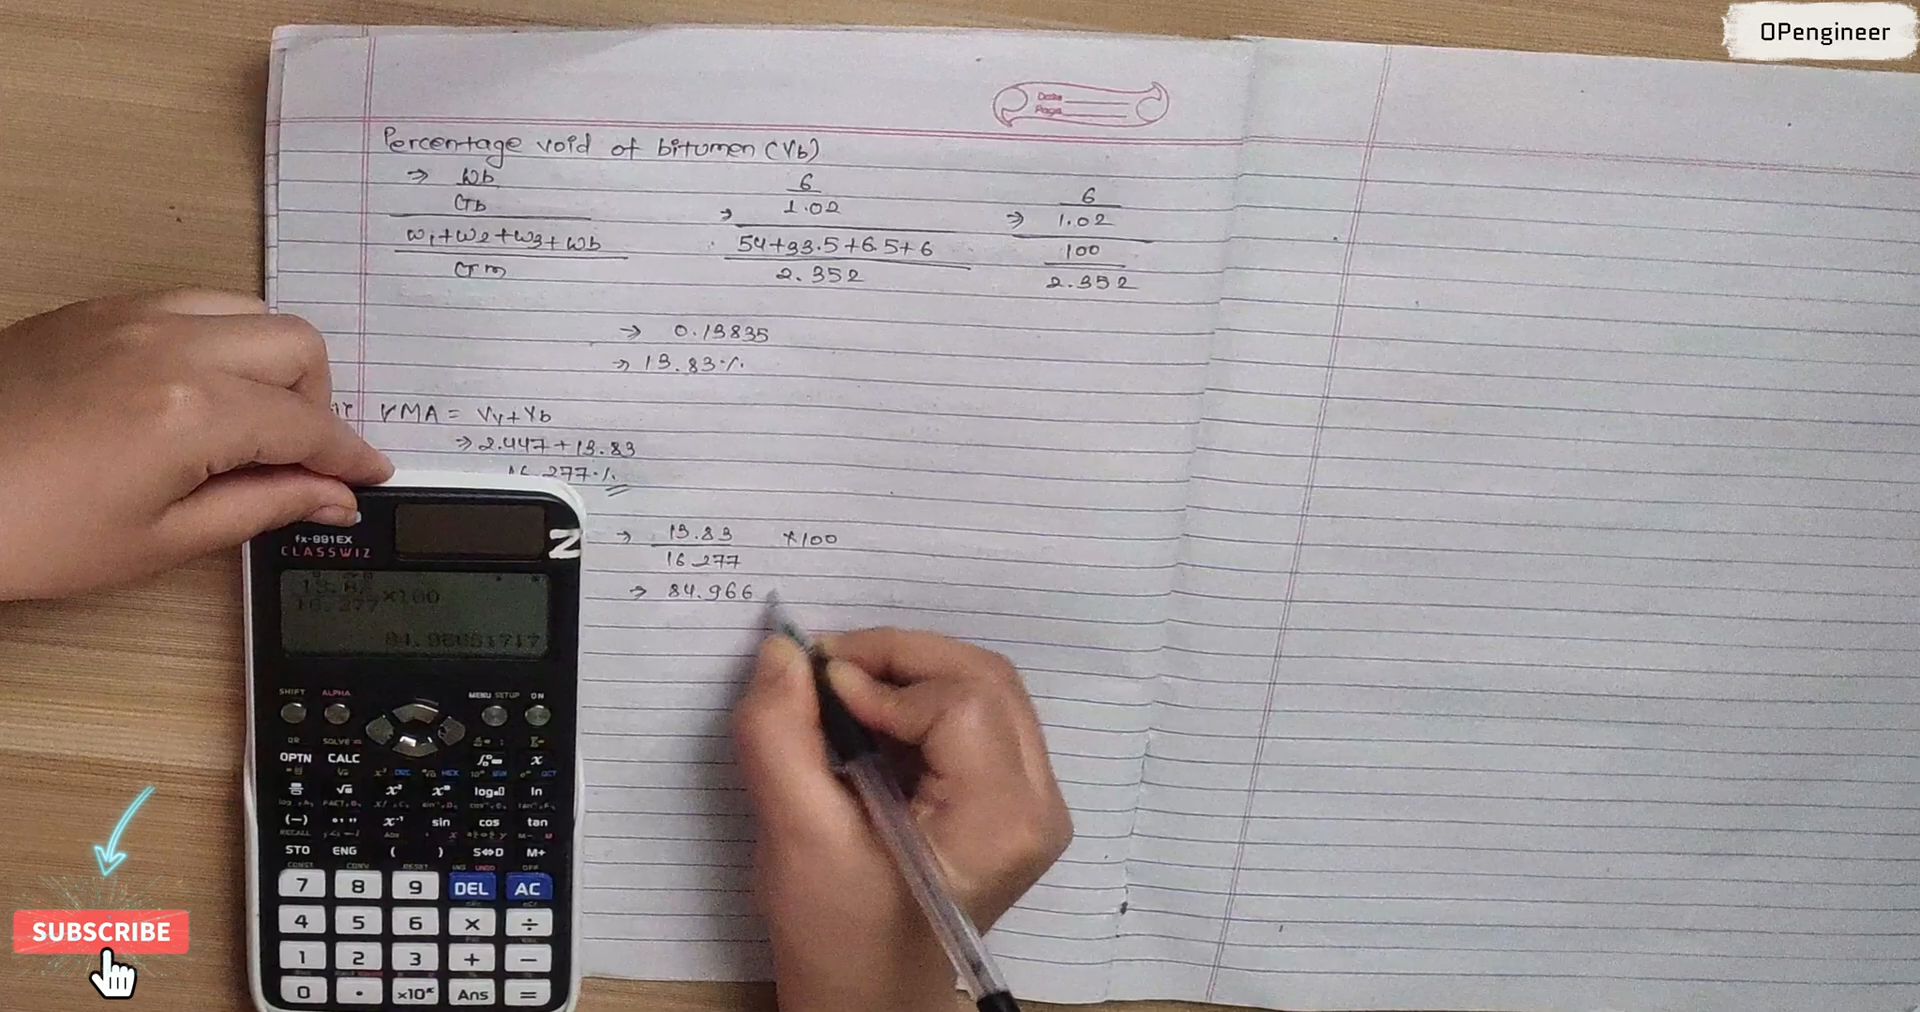 OPengineer
Date
Page
Percentage void of bitumen (Vb)
⇒ Wb / Gb / W1+W2+W3+Wb / Gm
⇒ 6 / 1.02 / 54+33.5+6.5+6 / 2.352
⇒ 6 / 1.02 / 100 / 2.352
→ 0.13835
→ 13.83%
VMA = Vv+Vb
⇒ 2.447+13.83
16.277%
→ 13.83 / 16.277 ×100
→ 84.966
fx-991EX
CLASSWIZ
×100
SHIFT ALPHA MENU SETUP ON
OPTN CALC x
log ln
(−) sin cos tan
STO ENG ( ) S⇔D M+
7 8 9 DEL AC
4 5 6 × ÷
1 2 3 + −
0 . ×10ˣ Ans =
SUBSCRIBE